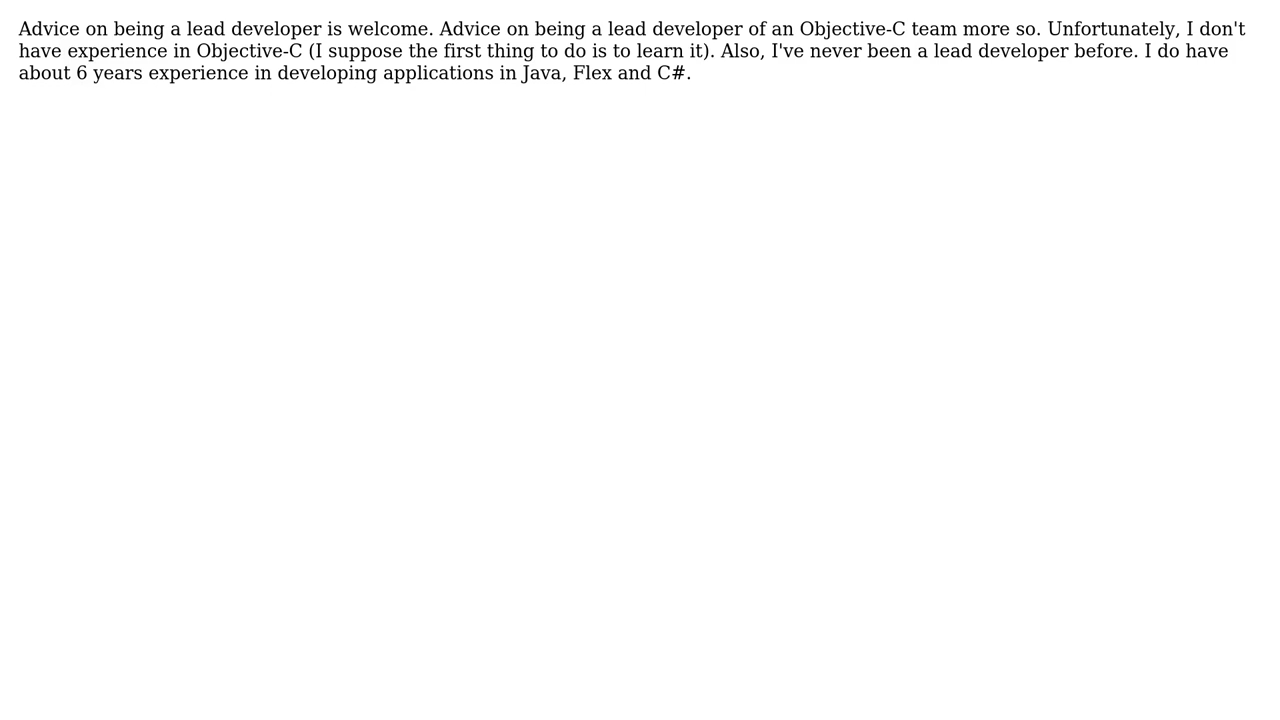 Advice on being a lead developer is welcome. Advice on being a lead developer of an Objective-C team more so. Unfortunately, I don't
have experience in Objective-C (I suppose the first thing to do is to learn it). Also, I've never been a lead developer before. I do have
about 6 years experience in developing applications in Java, Flex and C#.